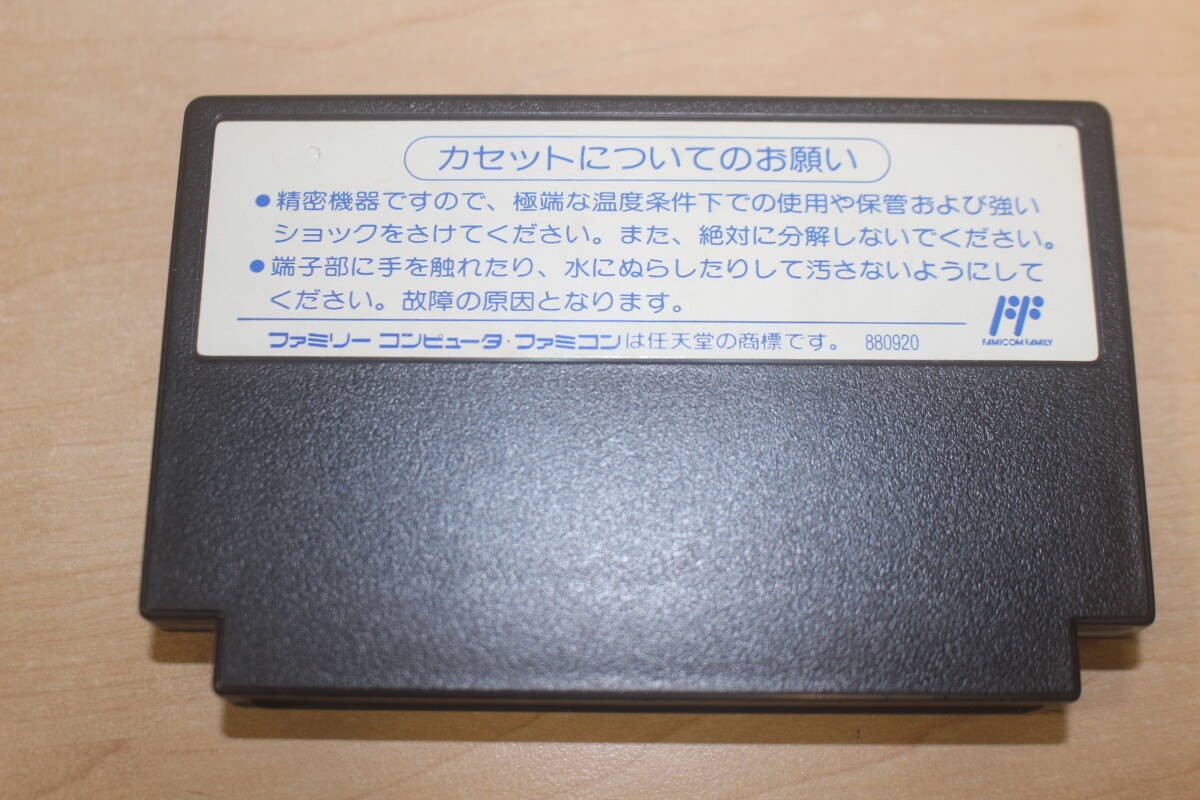 カセットについてのお願い
●精密機器ですので、極端な温度条件下での使用や保管および強い
ショックをさけてください。また、絶対に分解しないでください。
●端子部に手を触れたり、水にぬらしたりして汚さないようにして
ください。故障の原因となります。
ファミリー コンピュータ・ファミコンは任天堂の商標です。 880920
FAMICOM FAMILY